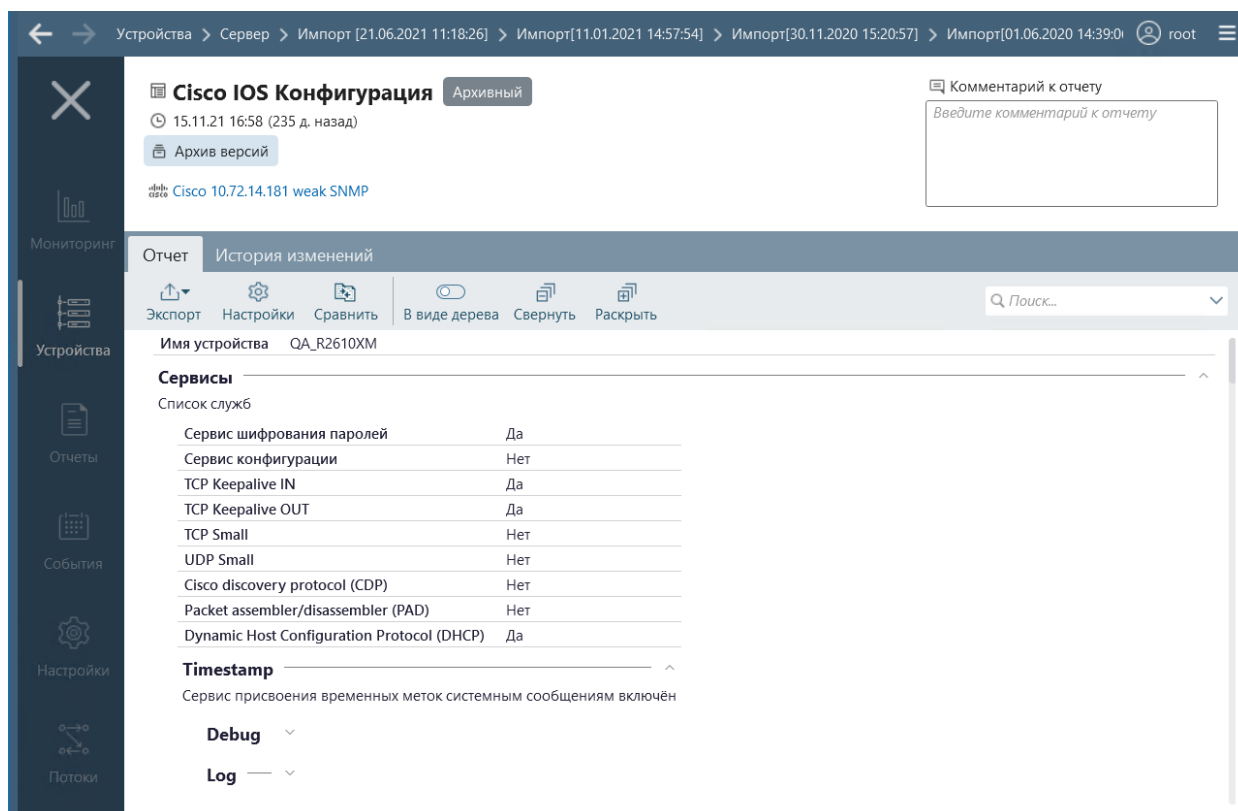 Устройства > Сервер > Импорт [21.06.2021 11:18:26] > Импорт[11.01.2021 14:57:54] > Импорт[30.11.2020 15:20:57] > Импорт[01.06.2020 14:39:0 root
Cisco IOS Конфигурация Архивный
15.11.21 16:58 (235 д. назад)
Архив версий
Cisco 10.72.14.181 weak SNMP
Комментарий к отчету
Введите комментарий к отчету
Мониторинг
Устройства
Отчеты
События
Настройки
Потоки
Отчет История изменений
Экспорт Настройки Сравнить В виде дерева Свернуть Раскрыть Поиск...
Имя устройства QA_R2610XM
Сервисы
Список служб
Сервис шифрования паролей Да
Сервис конфигурации Нет
TCP Keepalive IN Да
TCP Keepalive OUT Да
TCP Small Нет
UDP Small Нет
Cisco discovery protocol (CDP) Нет
Packet assembler/disassembler (PAD) Нет
Dynamic Host Configuration Protocol (DHCP) Да
Timestamp
Сервис присвоения временных меток системным сообщениям включён
Debug
Log